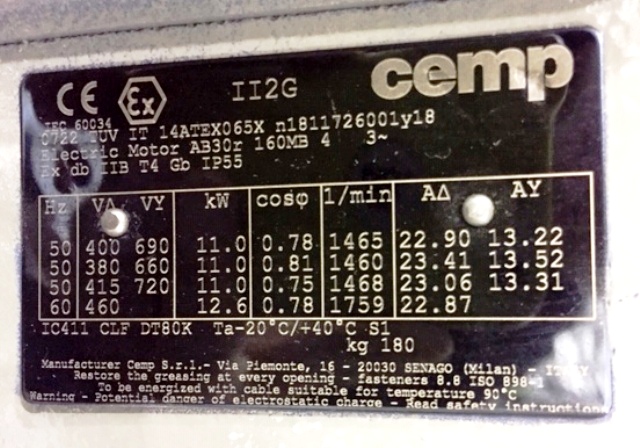 CE Ex II2G cemp
IEC 60034
0722 TUV IT 14ATEX065X n1811726001y18
Electric Motor AB30r 160MB 4 3~
Ex db IIB T4 Gb IP55
Hz VΔ VY kW cosφ 1/min AΔ AY
50 400 690 11.0 0.78 1465 22.90 13.22
50 380 660 11.0 0.81 1460 23.41 13.52
50 415 720 11.0 0.75 1468 23.06 13.31
60 460 12.6 0.78 1759 22.87
IC411 CLF DT80K Ta-20°C/+40°C S1
kg 180
Manufacturer Cemp S.r.l.- Via Piemonte, 16 - 20030 SENAGO (Milan) - ITALY
Restore the greasing at every opening - fasteners 8.8 ISO 898-1
To be energized with cable suitable for temperature 90°C
Warning - Potential danger of electrostatic charge - Read safety instructions